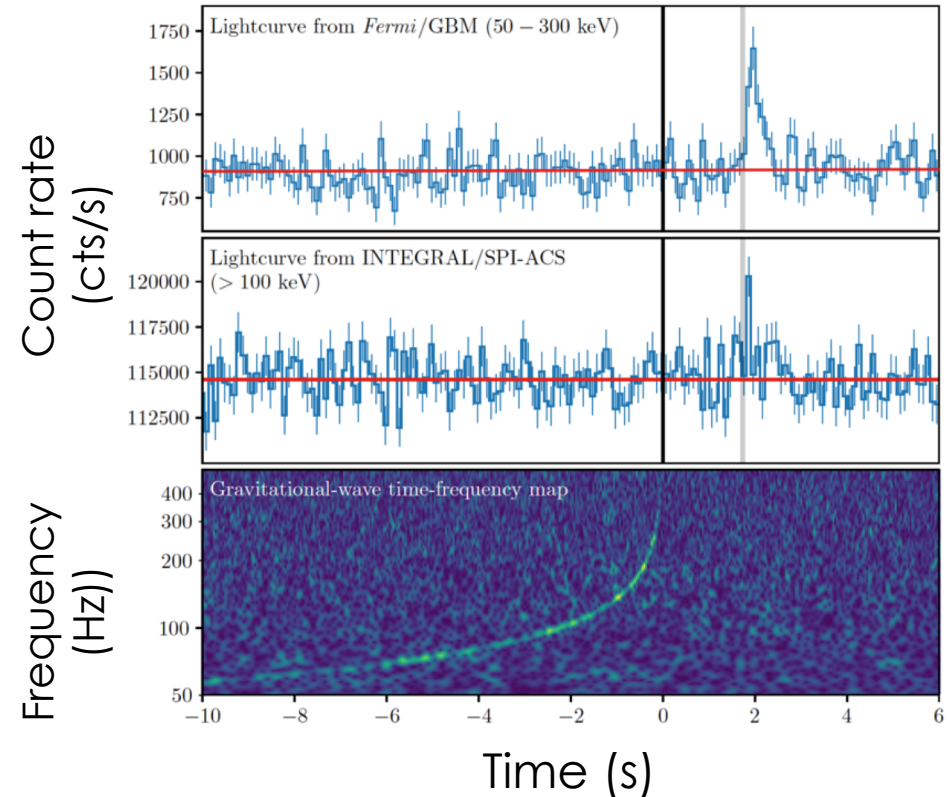 Count rate
(cts/s)
Lightcurve from Fermi/GBM (50 − 300 keV)
1750
1500
1250
1000
750
Lightcurve from INTEGRAL/SPI-ACS
(> 100 keV)
120000
117500
115000
112500
Frequency
(Hz))
Gravitational-wave time-frequency map
400
300
200
100
50
−10 −8 −6 −4 −2 0 2 4 6
Time (s)